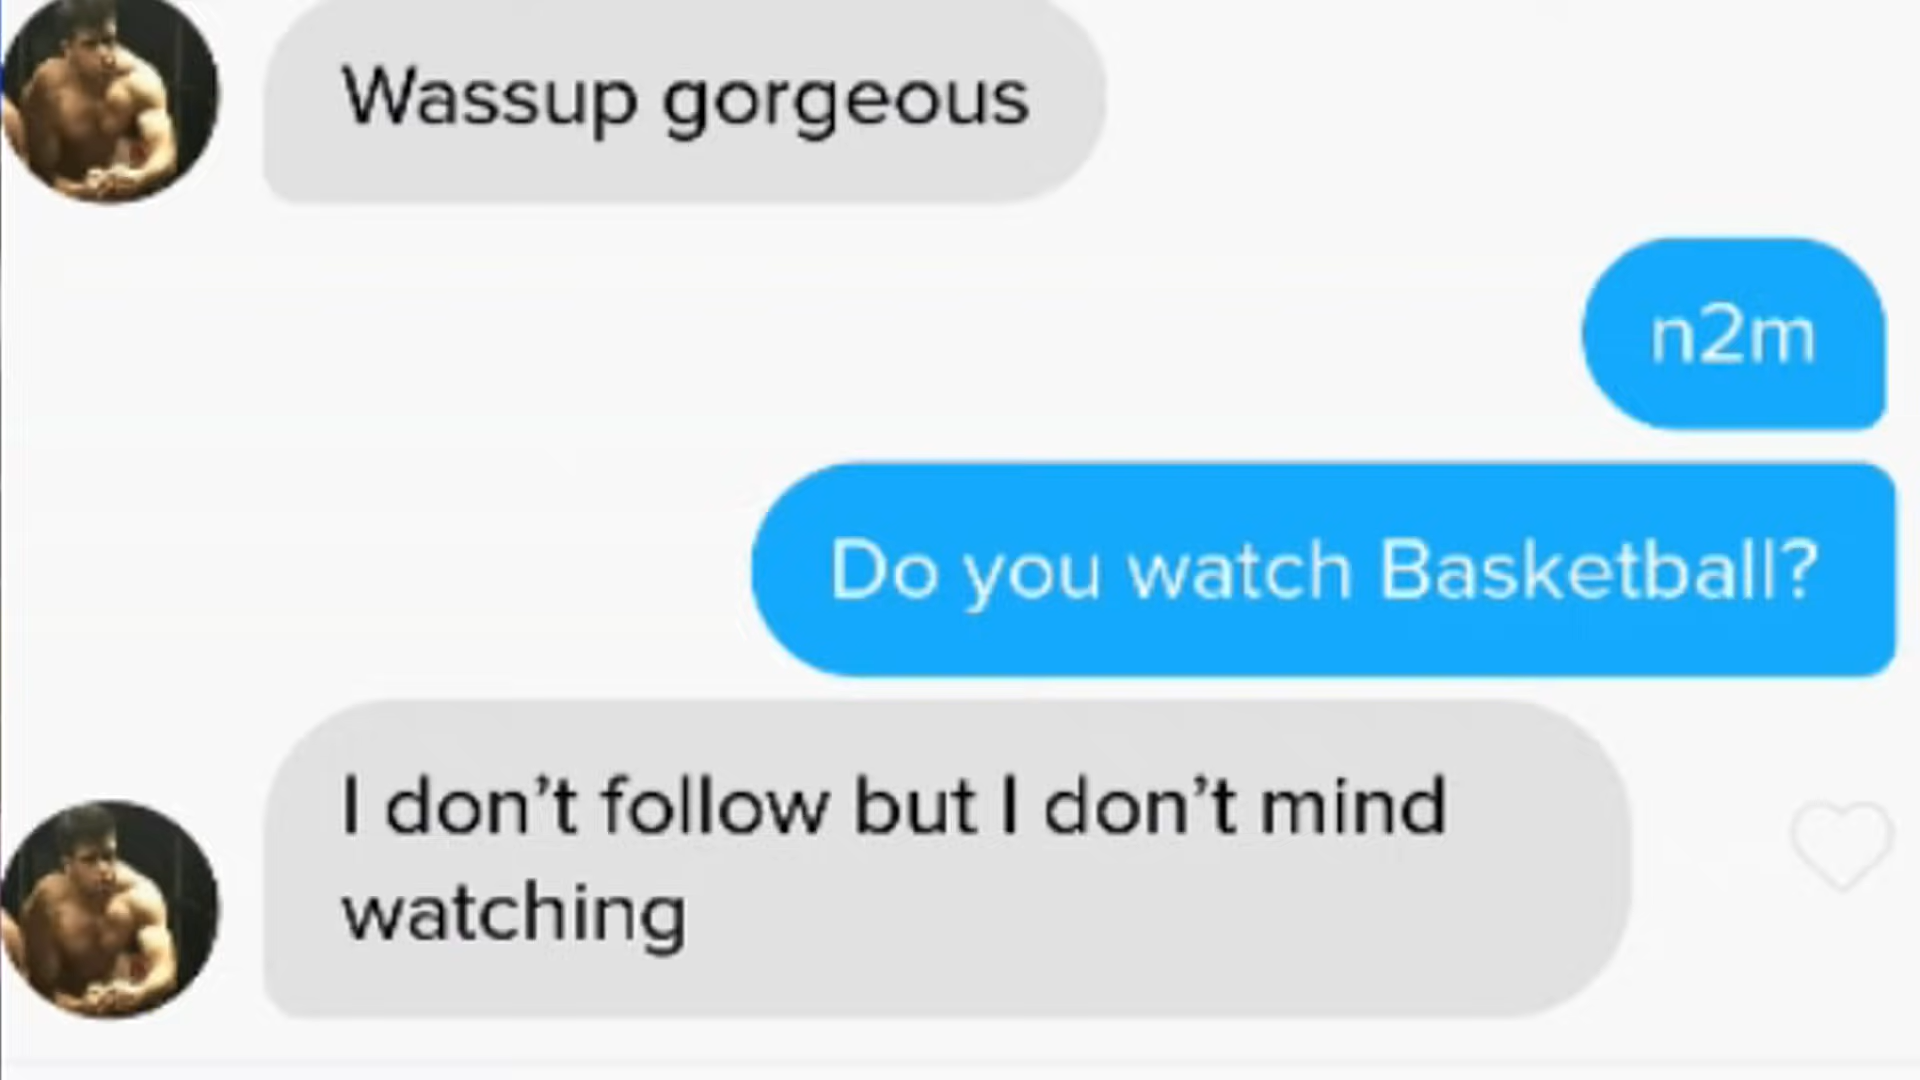 Wassup gorgeous
n2m
Do you watch Basketball?
I don’t follow but I don’t mind
watching